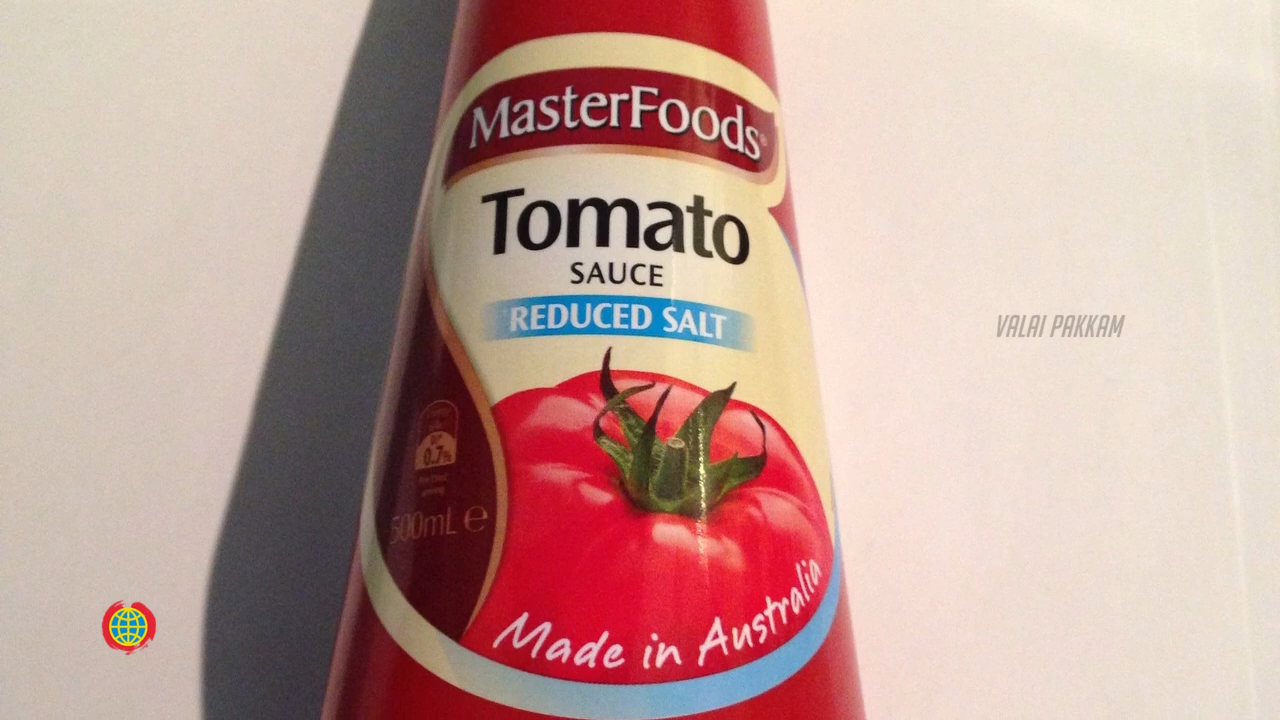 MasterFoods®
Tomato
SAUCE
REDUCED SALT
VALAI PAKKAM
0.7%
500mL e
Made in Australia